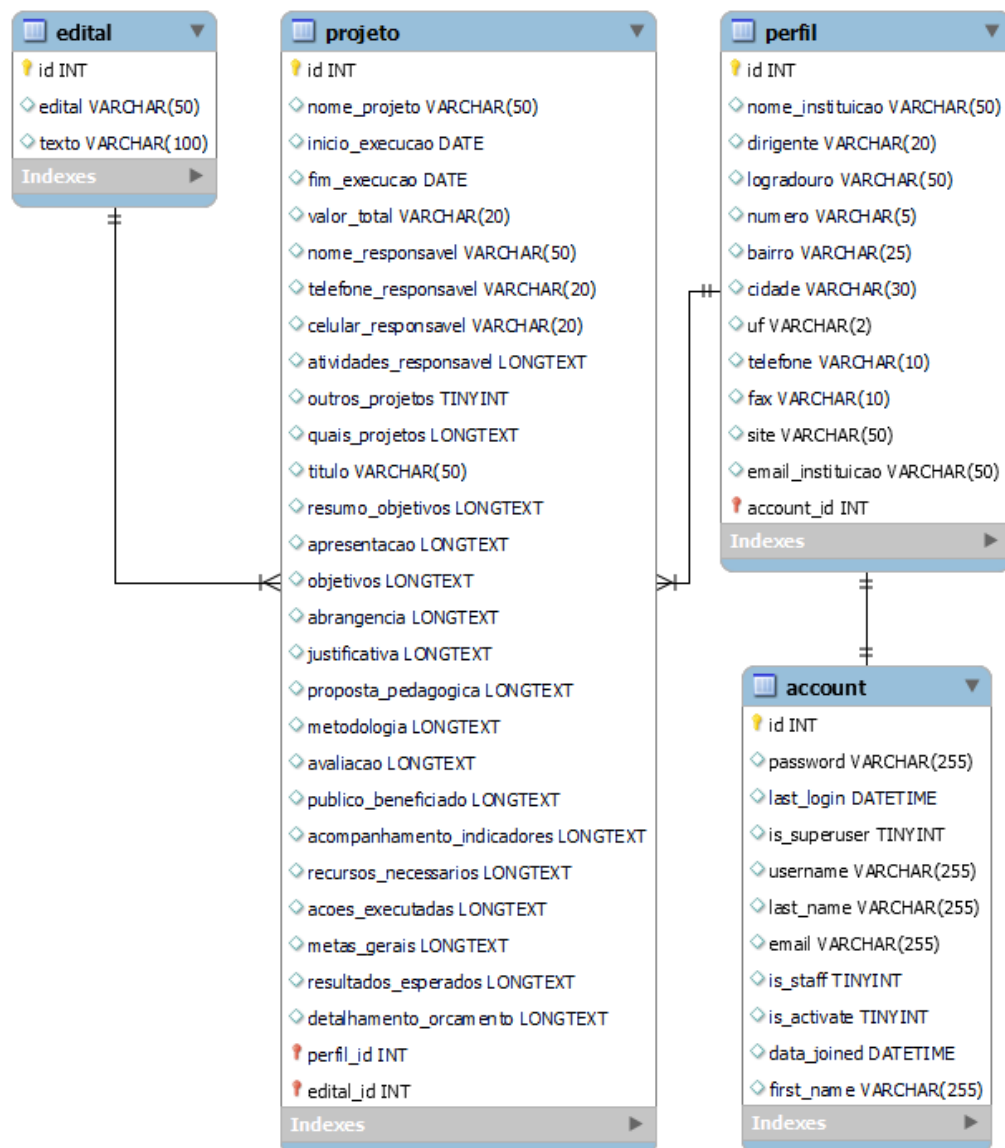 edital
id INT
edital VARCHAR(50)
texto VARCHAR(100)
Indexes
projeto
id INT
nome_projeto VARCHAR(50)
inicio_execucao DATE
fim_execucao DATE
valor_total VARCHAR(20)
nome_responsavel VARCHAR(50)
telefone_responsavel VARCHAR(20)
celular_responsavel VARCHAR(20)
atividades_responsavel LONGTEXT
outros_projetos TINYINT
quais_projetos LONGTEXT
titulo VARCHAR(50)
resumo_objetivos LONGTEXT
apresentacao LONGTEXT
objetivos LONGTEXT
abrangencia LONGTEXT
justificativa LONGTEXT
proposta_pedagogica LONGTEXT
metodologia LONGTEXT
avaliacao LONGTEXT
publico_beneficiado LONGTEXT
acompanhamento_indicadores LONGTEXT
recursos_necessarios LONGTEXT
acoes_executadas LONGTEXT
metas_gerais LONGTEXT
resultados_esperados LONGTEXT
detalhamento_orcamento LONGTEXT
perfil_id INT
edital_id INT
Indexes
perfil
id INT
nome_instituicao VARCHAR(50)
dirigente VARCHAR(20)
logradouro VARCHAR(50)
numero VARCHAR(5)
bairro VARCHAR(25)
cidade VARCHAR(30)
uf VARCHAR(2)
telefone VARCHAR(10)
fax VARCHAR(10)
site VARCHAR(50)
email_instituicao VARCHAR(50)
account_id INT
Indexes
account
id INT
password VARCHAR(255)
last_login DATETIME
is_superuser TINYINT
username VARCHAR(255)
last_name VARCHAR(255)
email VARCHAR(255)
is_staff TINYINT
is_activate TINYINT
data_joined DATETIME
first_name VARCHAR(255)
Indexes